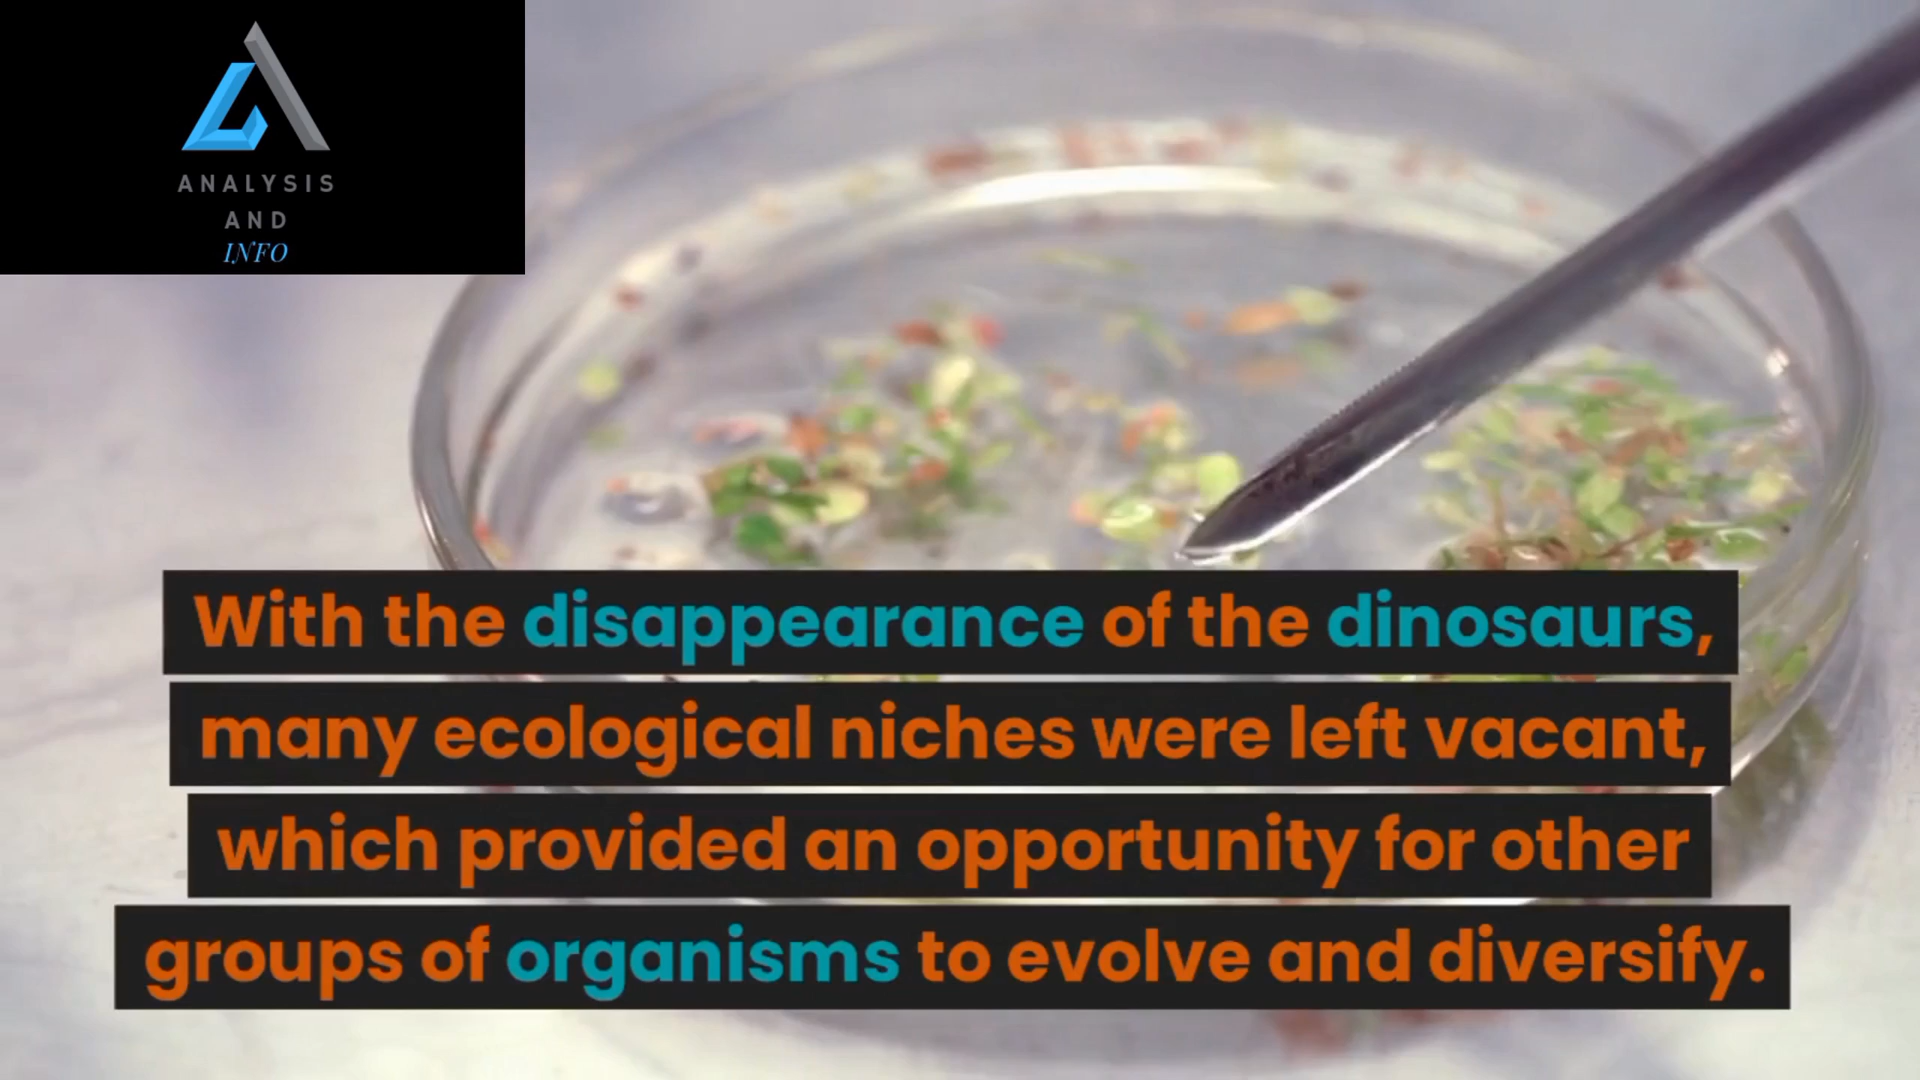 ANALYSIS
AND
INFO
With the disappearance of the dinosaurs,
many ecological niches were left vacant,
which provided an opportunity for other
groups of organisms to evolve and diversify.